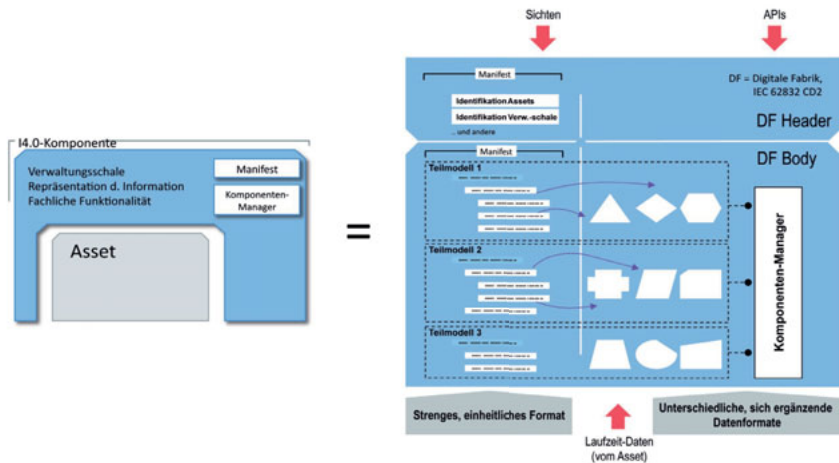 Sichten
APIs
I4.0-Komponente
Verwaltungsschale
Repräsentation d. Information
Fachliche Funktionalität
Manifest
Komponenten-
Manager
Asset
=
Manifest
Identifikation Assets
Identifikation Verw.-schale
.. und andere
DF = Digitale Fabrik,
IEC 62832 CD2
DF Header
Manifest
DF Body
Teilmodell 1
Teilmodell 2
Teilmodell 3
Komponenten-Manager
Strenges, einheitliches Format
Laufzeit-Daten
(vom Asset)
Unterschiedliche, sich ergänzende
Datenformate